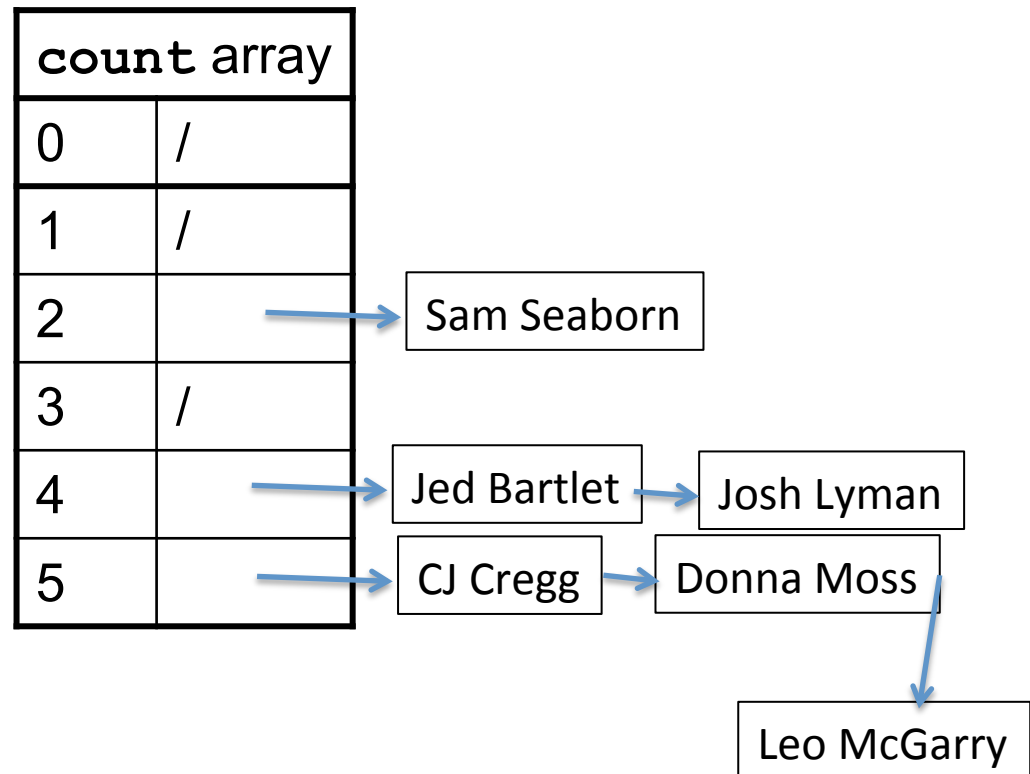 count array
0 /
1 /
2 Sam Seaborn
3 /
4 Jed Bartlet Josh Lyman
5 CJ Cregg Donna Moss
Leo McGarry